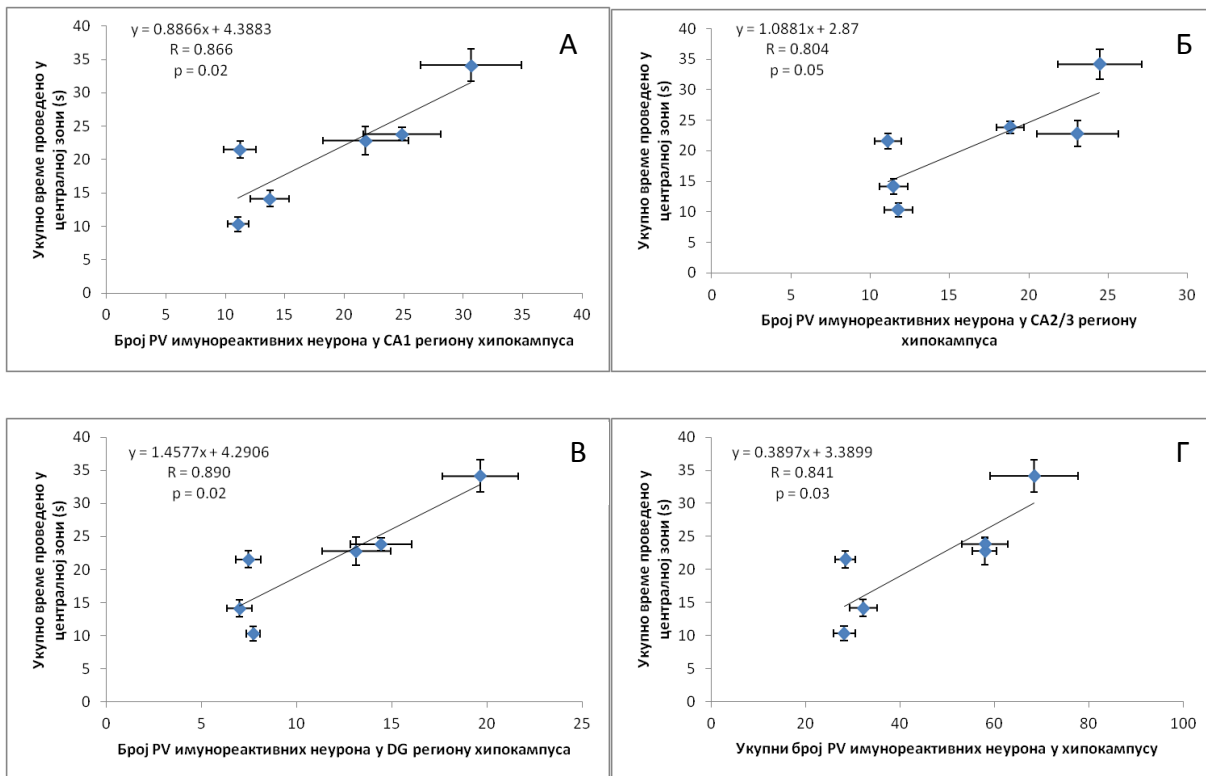 y = 0.8866x + 4.3883
R = 0.866
p = 0.02
А
Укупно време проведено у
централној зони (s)
40
35
30
25
20
15
10
5
0
0 5 10 15 20 25 30 35 40
Број PV имунореактивних неурона у CA1 региону хипокампуса
y = 1.0881x + 2.87
R = 0.804
p = 0.05
Б
Укупно време проведено у
централној зони (s)
40
35
30
25
20
15
10
5
0
0 5 10 15 20 25 30
Број PV имунореактивних неурона у CA2/3 региону
хипокампуса
y = 1.4577x + 4.2906
R = 0.890
p = 0.02
В
Укупно време проведено у
централној зони (s)
40
35
30
25
20
15
10
5
0
0 5 10 15 20 25
Број PV имунореактивних неурона у DG региону хипокампуса
y = 0.3897x + 3.3899
R = 0.841
p = 0.03
Г
Укупно време проведено у
централној зони (s)
40
35
30
25
20
15
10
5
0
0 20 40 60 80 100
Укупни број PV имунореактивних неурона у хипокампусу